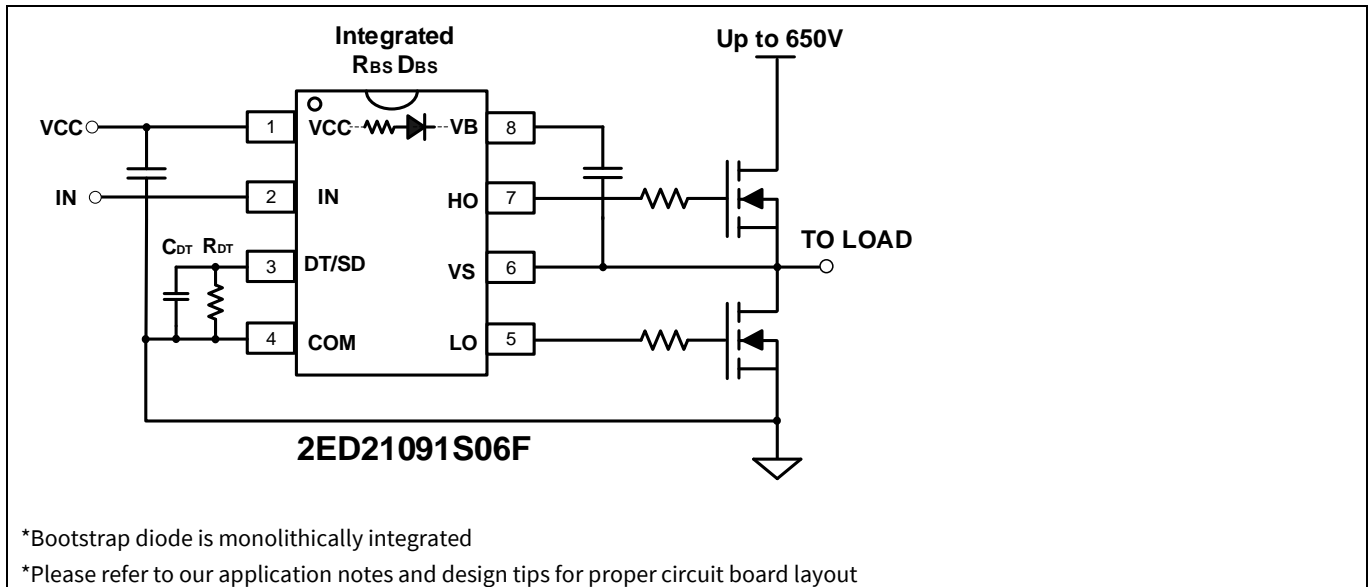 Integrated
RBS DBS
Up to 650V
VCC
1
VCC
VB
8
IN
2
IN
HO
7
CDT RDT
TO LOAD
3
DT/SD
VS
6
4
COM
LO
5
2ED21091S06F
*Bootstrap diode is monolithically integrated
*Please refer to our application notes and design tips for proper circuit board layout